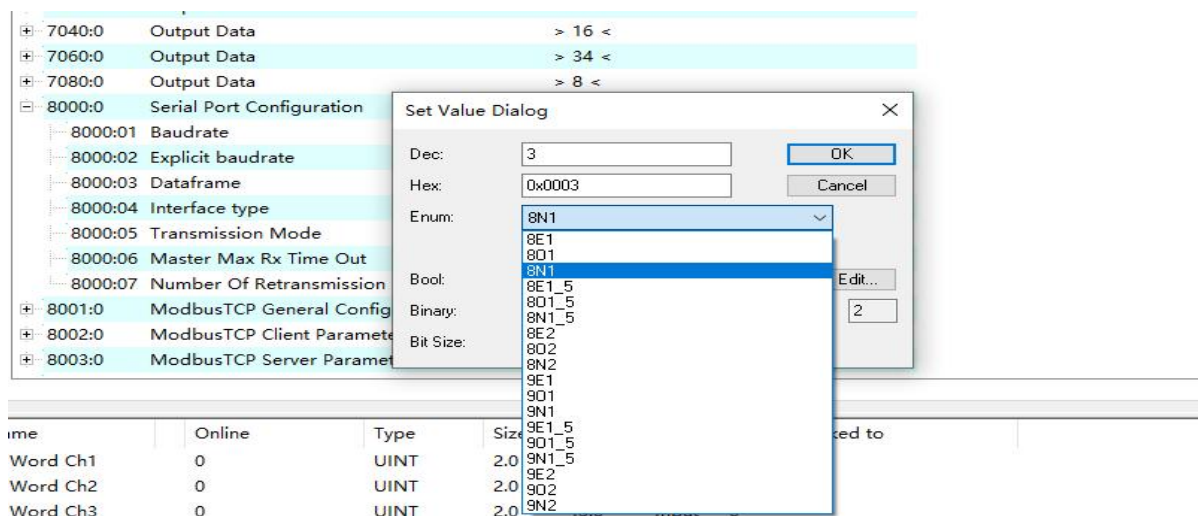 7040:0 Output Data > 16 <
7060:0 Output Data > 34 <
7080:0 Output Data > 8 <
8000:0 Serial Port Configuration
8000:01 Baudrate
8000:02 Explicit baudrate
8000:03 Dataframe
8000:04 Interface type
8000:05 Transmission Mode
8000:06 Master Max Rx Time Out
8000:07 Number Of Retransmission
8001:0 ModbusTCP General Config
8002:0 ModbusTCP Client Paramete
8003:0 ModbusTCP Server Paramet
Set Value Dialog
Dec: 3 OK
Hex: 0x0003 Cancel
Enum: 8N1
8E1
8O1
8N1
8E1_5
8O1_5
8N1_5
8E2
8O2
8N2
9E1
9O1
9N1
9E1_5
9O1_5
9N1_5
9E2
9O2
9N2
Bool: Edit...
Binary: 2
Bit Size:
me Online Type Size ked to
Word Ch1 0 UINT 2.0
Word Ch2 0 UINT 2.0
Word Ch3 0 UINT 2.0